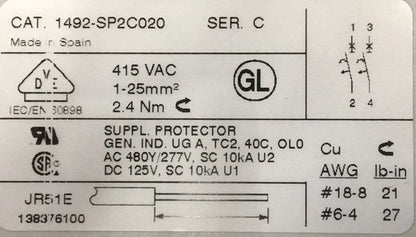 CAT. 1492-SP2C020 SER. C
Made in Spain
1 3
D V E
415 VAC
1-25mm²
2.4 Nm
GL
2 4
IEC/EN 60898
SUPPL. PROTECTOR
GEN. IND. UG A, TC2, 40C, OL0
AC 480Y/277V, SC 10kA U2
DC 125V, SC 10kA U1
Cu
AWG lb-in
#18-8 21
#6-4 27
JR51E
138376100